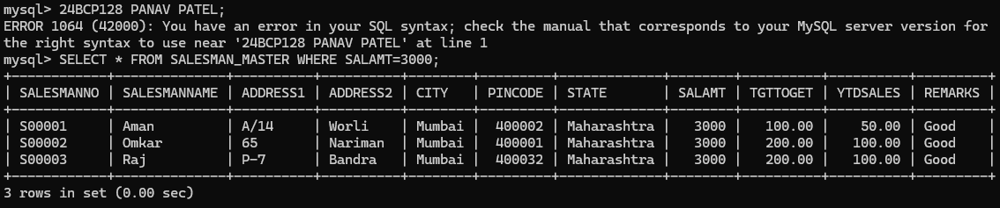 mysql> 24BCP128 PANAV PATEL;
ERROR 1064 (42000): You have an error in your SQL syntax; check the manual that corresponds to your MySQL server version for
the right syntax to use near '24BCP128 PANAV PATEL' at line 1
mysql> SELECT * FROM SALESMAN_MASTER WHERE SALAMT=3000;
+------------+--------------+----------+----------+--------+---------+-------------+--------+----------+----------+---------+
| SALESMANNO | SALESMANNAME | ADDRESS1 | ADDRESS2 | CITY   | PINCODE | STATE       | SALAMT | TGTTOGET | YTDSALES | REMARKS |
+------------+--------------+----------+----------+--------+---------+-------------+--------+----------+----------+---------+
| S00001     | Aman         | A/14     | Worli    | Mumbai |  400002 | Maharashtra |   3000 |   100.00 |    50.00 | Good    |
| S00002     | Omkar        | 65       | Nariman  | Mumbai |  400001 | Maharashtra |   3000 |   200.00 |   100.00 | Good    |
| S00003     | Raj          | P-7      | Bandra   | Mumbai |  400032 | Maharashtra |   3000 |   200.00 |   100.00 | Good    |
+------------+--------------+----------+----------+--------+---------+-------------+--------+----------+----------+---------+
3 rows in set (0.00 sec)